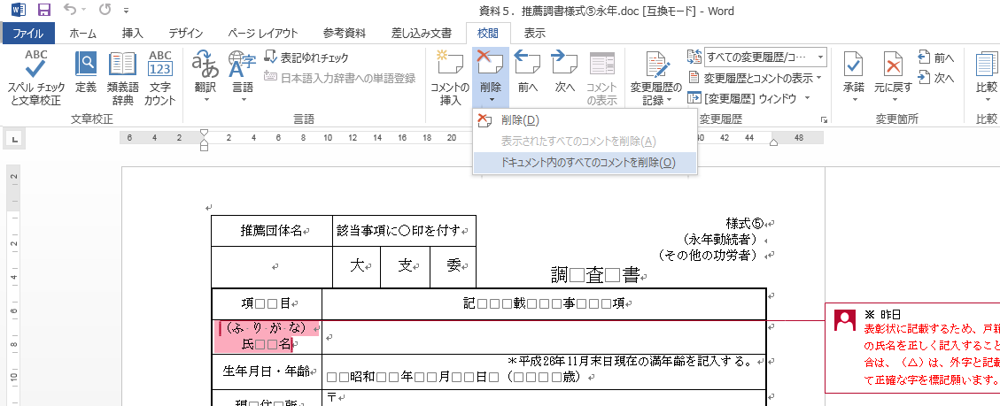 資料５．推薦調書様式⑤永年.doc [互換モード] - Word
ファイル ホーム 挿入 デザイン ページ レイアウト 参考資料 差し込み文書 校閲 表示
ABC スペル チェックと文章校正
定義
類義語辞典
ABC 123 文字カウント
文章校正
翻訳
言語
表記ゆれチェック
日本語入力辞書への単語登録
言語
コメントの挿入
削除
前へ
次へ
コメントの表示
変更履歴の記録
すべての変更履歴/コ…
変更履歴とコメントの表示
[変更履歴] ウィンドウ
変更履歴
承諾
元に戻す
前へ
次へ
変更箇所
比較
比較
削除(D)
表示されたすべてのコメントを削除(A)
ドキュメント内のすべてのコメントを削除(O)
6 4 2 2 4 6 8 10 12 14 16 18 20 40 42 44 48
2 2 4 6 8 10
推薦団体名 該当事項に○印を付す
大 支 委
様式⑤
（永年勤続者）
（その他の功労者）
調□査□書
項□□目 記□□□載□□□事□□□項
（ふ り が な）
氏□□名
生年月日・年齢
＊平成26年11月末日現在の満年齢を記入する。
□□昭和□□年□□月□□日□（□□□□歳）
現□住□所
〒
※ 昨日
表彰状に記載するため、戸籍
の氏名を正しく記入すること
合は、（△）は、外字と記載
て正確な字を標記願います。